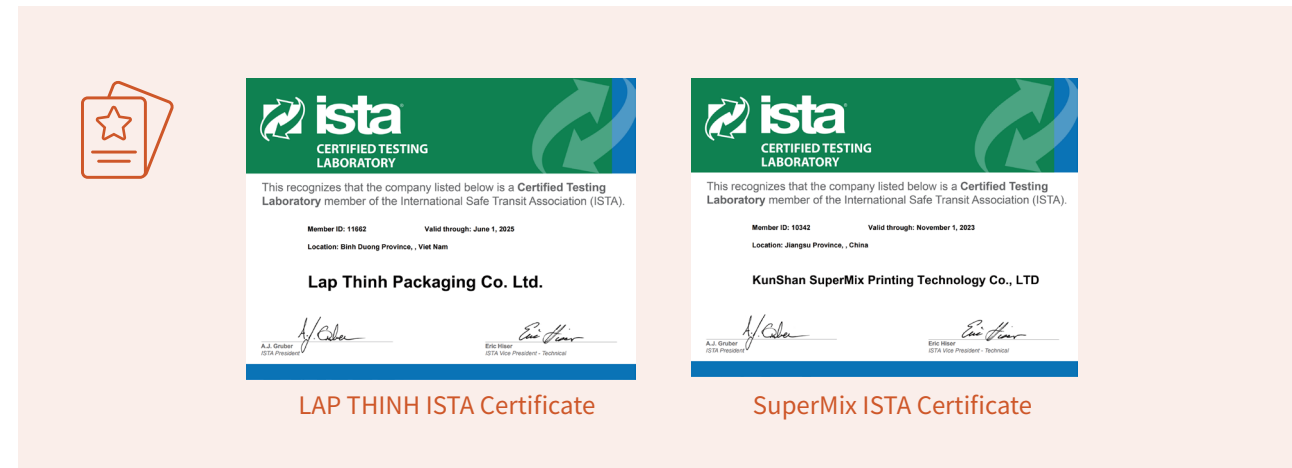 ista
CERTIFIED TESTING
LABORATORY
This recognizes that the company listed below is a Certified Testing
Laboratory member of the International Safe Transit Association (ISTA).
Member ID: 11662 Valid through: June 1, 2025
Location: Binh Duong Province, , Viet Nam
Lap Thinh Packaging Co. Ltd.
A.J. Gruber
ISTA President
Eric Hiser
ISTA Vice President - Technical
LAP THINH ISTA Certificate
ista
CERTIFIED TESTING
LABORATORY
This recognizes that the company listed below is a Certified Testing
Laboratory member of the International Safe Transit Association (ISTA).
Member ID: 10342 Valid through: November 1, 2023
Location: Jiangsu Province, , China
KunShan SuperMix Printing Technology Co., LTD
A.J. Gruber
ISTA President
Eric Hiser
ISTA Vice President - Technical
SuperMix ISTA Certificate